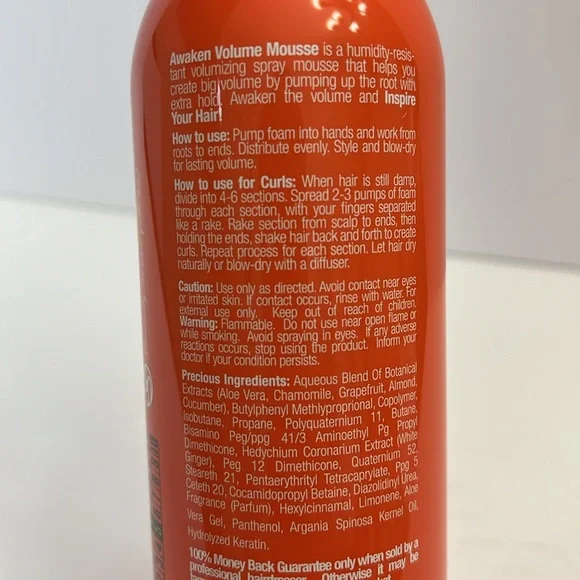 Awaken Volume Mousse is a humidity-resis-
tant volumizing spray mousse that helps you
create big volume by pumping up the root with
extra hold. Awaken the volume and Inspire
Your Hair!
How to use: Pump foam into hands and work from
roots to ends. Distribute evenly. Style and blow-dry
for lasting volume.
How to use for Curls: When hair is still damp,
divide into 4-6 sections. Spread 2-3 pumps of foam
through each section, with your fingers separated
like a rake. Rake section from scalp to ends, then
holding the ends, shake hair back and forth to create
curls. Repeat process for each section. Let hair dry
naturally or blow-dry with a diffuser.
Caution: Use only as directed. Avoid contact near eyes
or irritated skin. If contact occurs, rinse with water. For
external use only. Keep out of reach of children.
Warning: Flammable. Do not use near open flame or
while smoking. Avoid spraying in eyes. If any adverse
reactions occur, stop using the product. Inform your
doctor if your condition persists.
Precious Ingredients: Aqueous Blend Of Botanical
Extracts (Aloe Vera, Chamomile, Grapefruit, Almond,
Cucumber), Butylphenyl Methlyproprional, Copolymer,
Isobutane, Propane, Polyquaternium 11, Butane,
Bisamino Peg/ppg 41/3 Aminoethyl Pg Propyl
Dimethicone, Hedychium Coronarium Extract (White
Ginger), Peg 12 Dimethicone, Quaternium 52,
Steareth 21, Pentaerythrityl Tetracaprylate, Ppg 5
Ceteth 20, Cocamidopropyl Betaine, Diazolidinyl Urea,
Fragrance (Parfum), Hexylcinnamal, Limonene, Aloe
Vera Gel, Panthenol, Argania Spinosa Kernel Oil,
Hydrolyzed Keratin.
100% Money Back Guarantee only when sold by a
professional hairdresser. Otherwise it may be